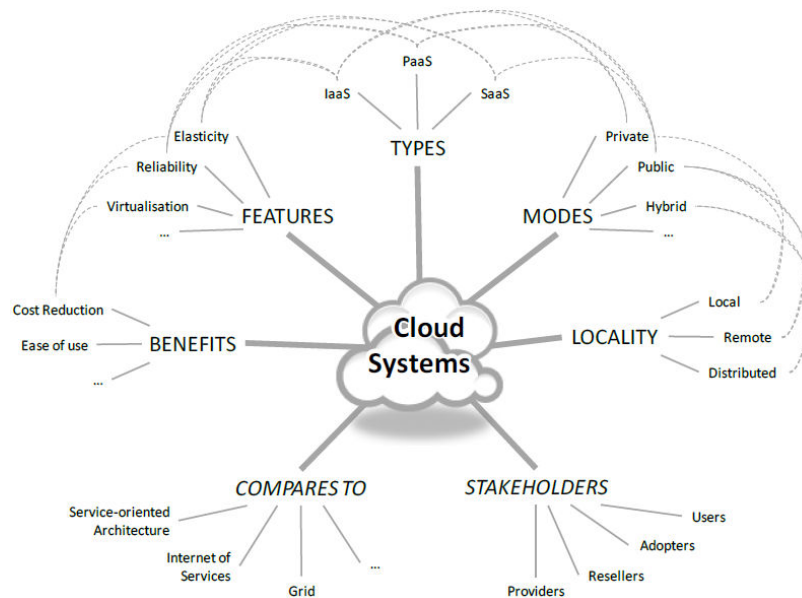 PaaS
IaaS
SaaS
TYPES
Elasticity
Reliability
Virtualisation
...
FEATURES
Private
Public
Hybrid
...
MODES
Cost Reduction
Ease of use
...
BENEFITS
Cloud
Systems
LOCALITY
Local
Remote
Distributed
COMPARES TO
Service-oriented
Architecture
Internet of
Services
Grid
...
STAKEHOLDERS
Users
Adopters
Resellers
Providers